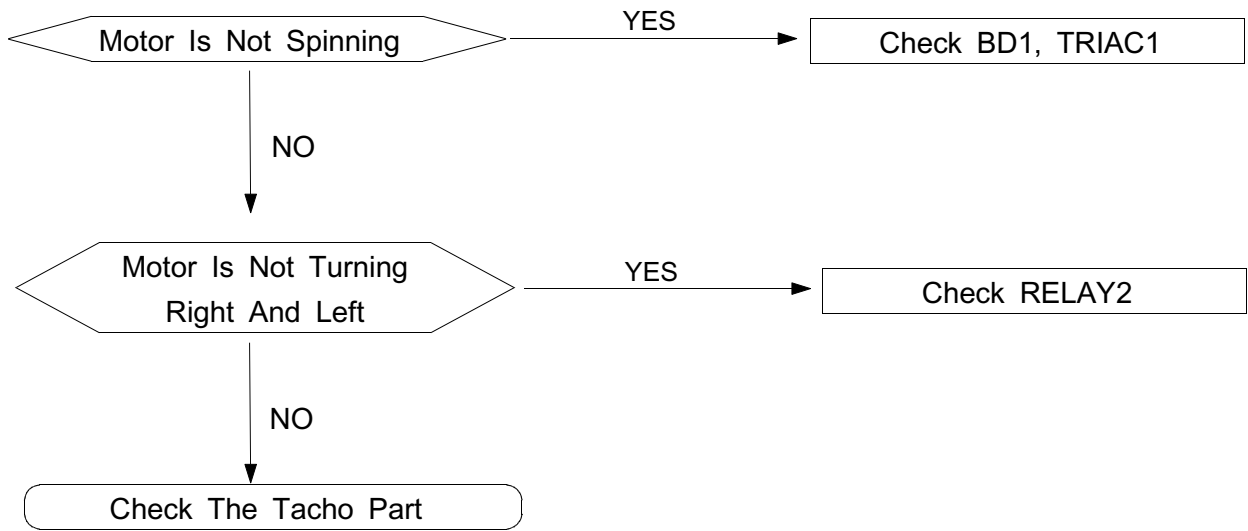 Motor Is Not Spinning
YES
Check BD1, TRIAC1
NO
Motor Is Not Turning
Right And Left
YES
Check RELAY2
NO
Check The Tacho Part